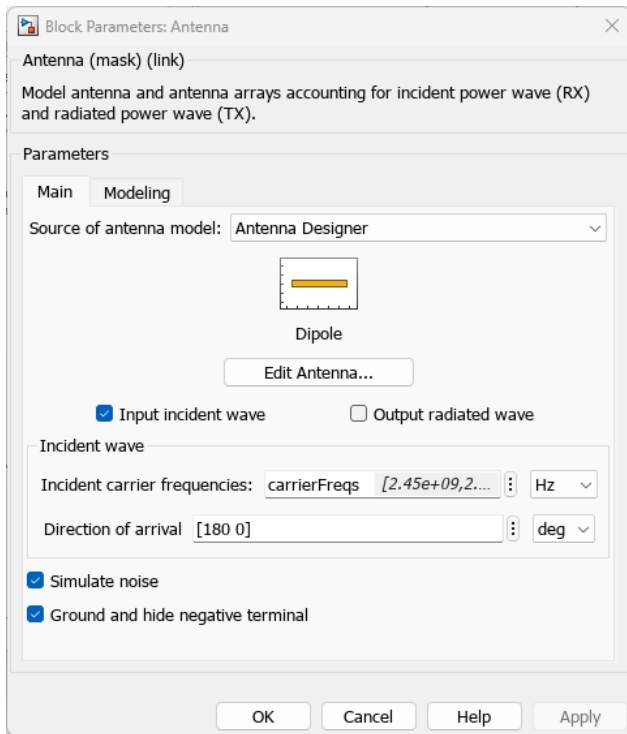 Block Parameters: Antenna
Antenna (mask) (link)
Model antenna and antenna arrays accounting for incident power wave (RX)
and radiated power wave (TX).
Parameters
Main Modeling
Source of antenna model: Antenna Designer
Dipole
Edit Antenna...
Input incident wave Output radiated wave
Incident wave
Incident carrier frequencies: carrierFreqs [2.45e+09,2.... Hz
Direction of arrival [180 0] deg
Simulate noise
Ground and hide negative terminal
OK Cancel Help Apply